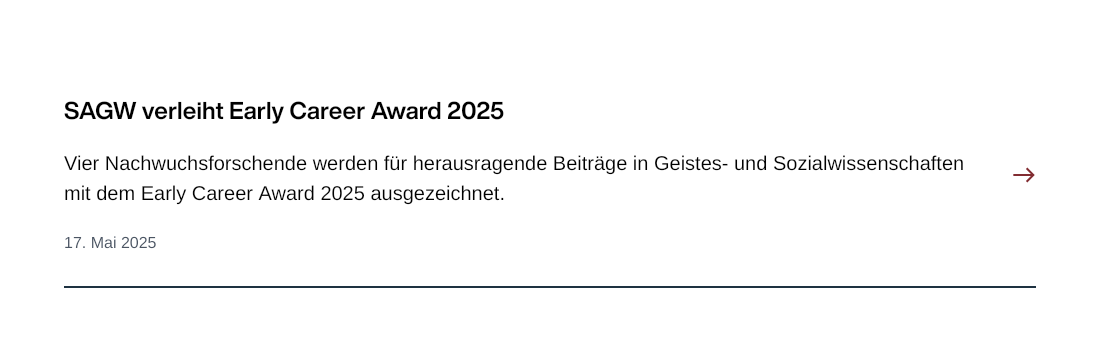 SAGW verleiht Early Career Award 2025
Vier Nachwuchsforschende werden für herausragende Beiträge in Geistes- und Sozialwissenschaften
mit dem Early Career Award 2025 ausgezeichnet.
17. Mai 2025